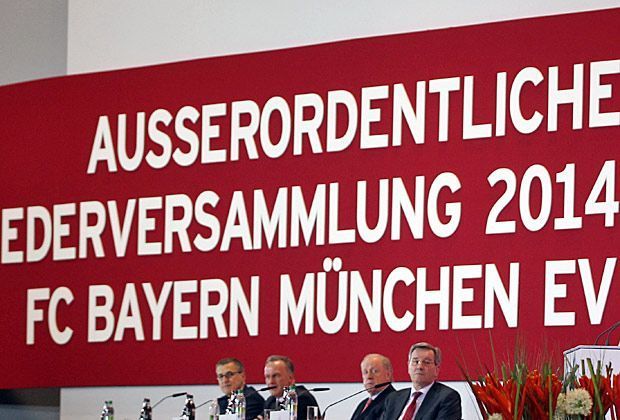 AUSSERORDENTLICHE
EDERVERSAMMLUNG 2014
FC BAYERN MÜNCHEN EV